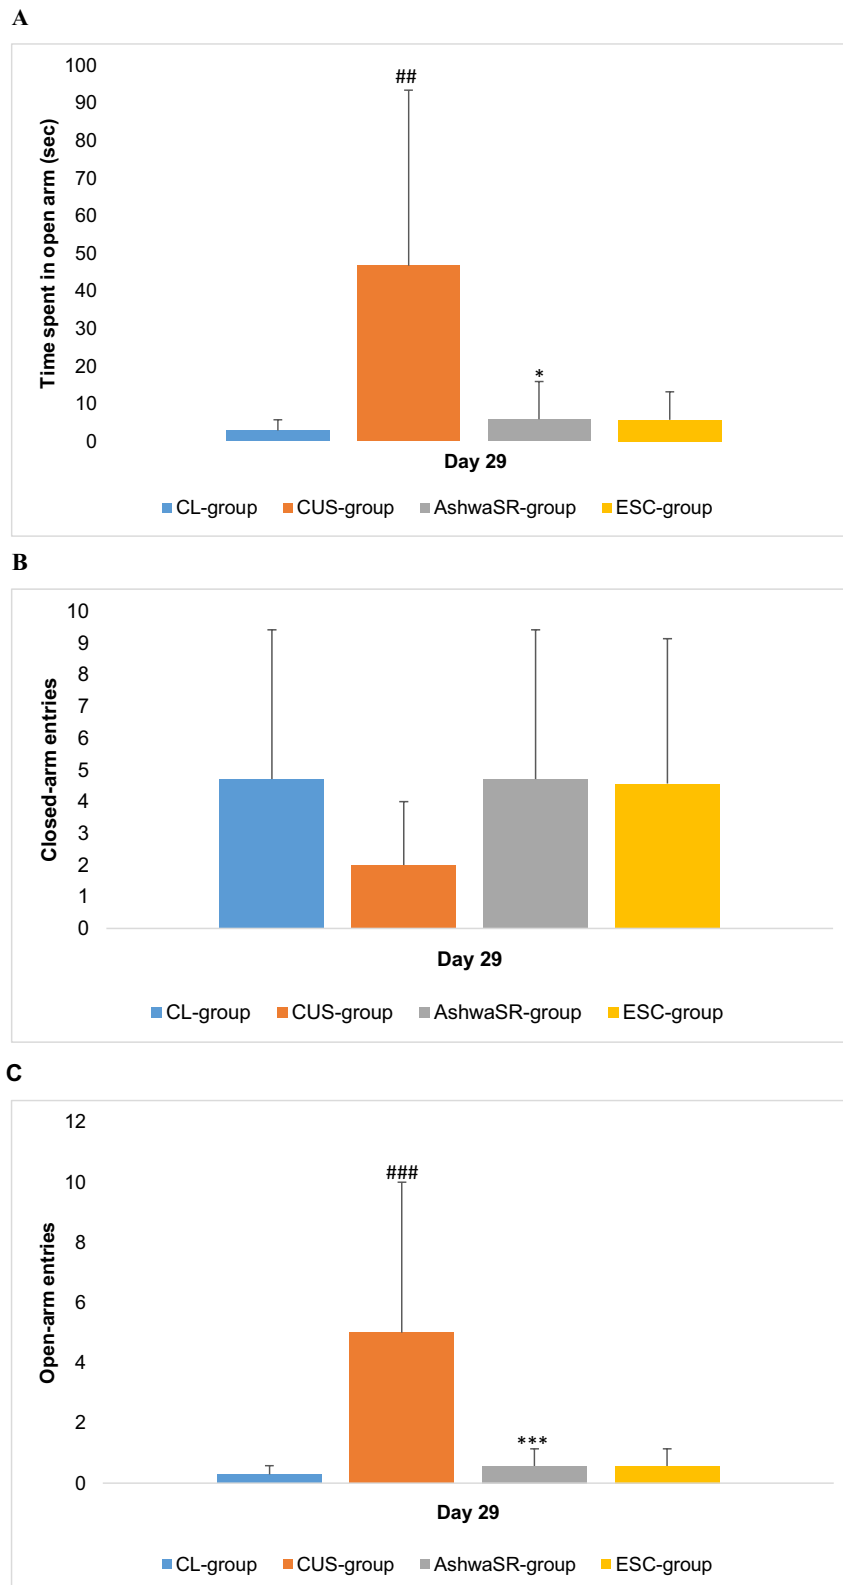 A
Time spent in open arm (sec)
100
90
80
70
60
50
40
30
20
10
0
##
*
Day 29
CL-group CUS-group AshwaSR-group ESC-group
B
Closed-arm entries
10
9
8
7
6
5
4
3
2
1
0
Day 29
CL-group CUS-group AshwaSR-group ESC-group
C
Open-arm entries
12
10
8
6
4
2
0
###
***
Day 29
CL-group CUS-group AshwaSR-group ESC-group